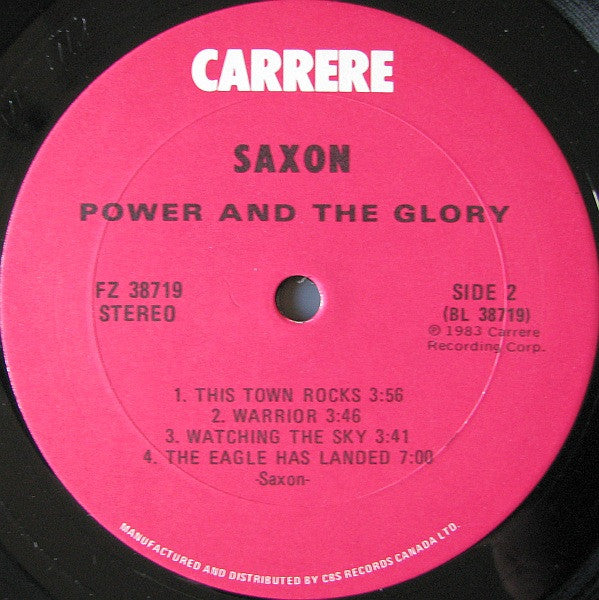 CARRERE
SAXON
POWER AND THE GLORY
FZ 38719
STEREO
SIDE 2
(BL 38719)
℗ 1983 Carrere
Recording Corp.
1. THIS TOWN ROCKS 3:56
2. WARRIOR 3:46
3. WATCHING THE SKY 3:41
4. THE EAGLE HAS LANDED 7:00
-Saxon-
MANUFACTURED AND DISTRIBUTED BY CBS RECORDS CANADA LTD.